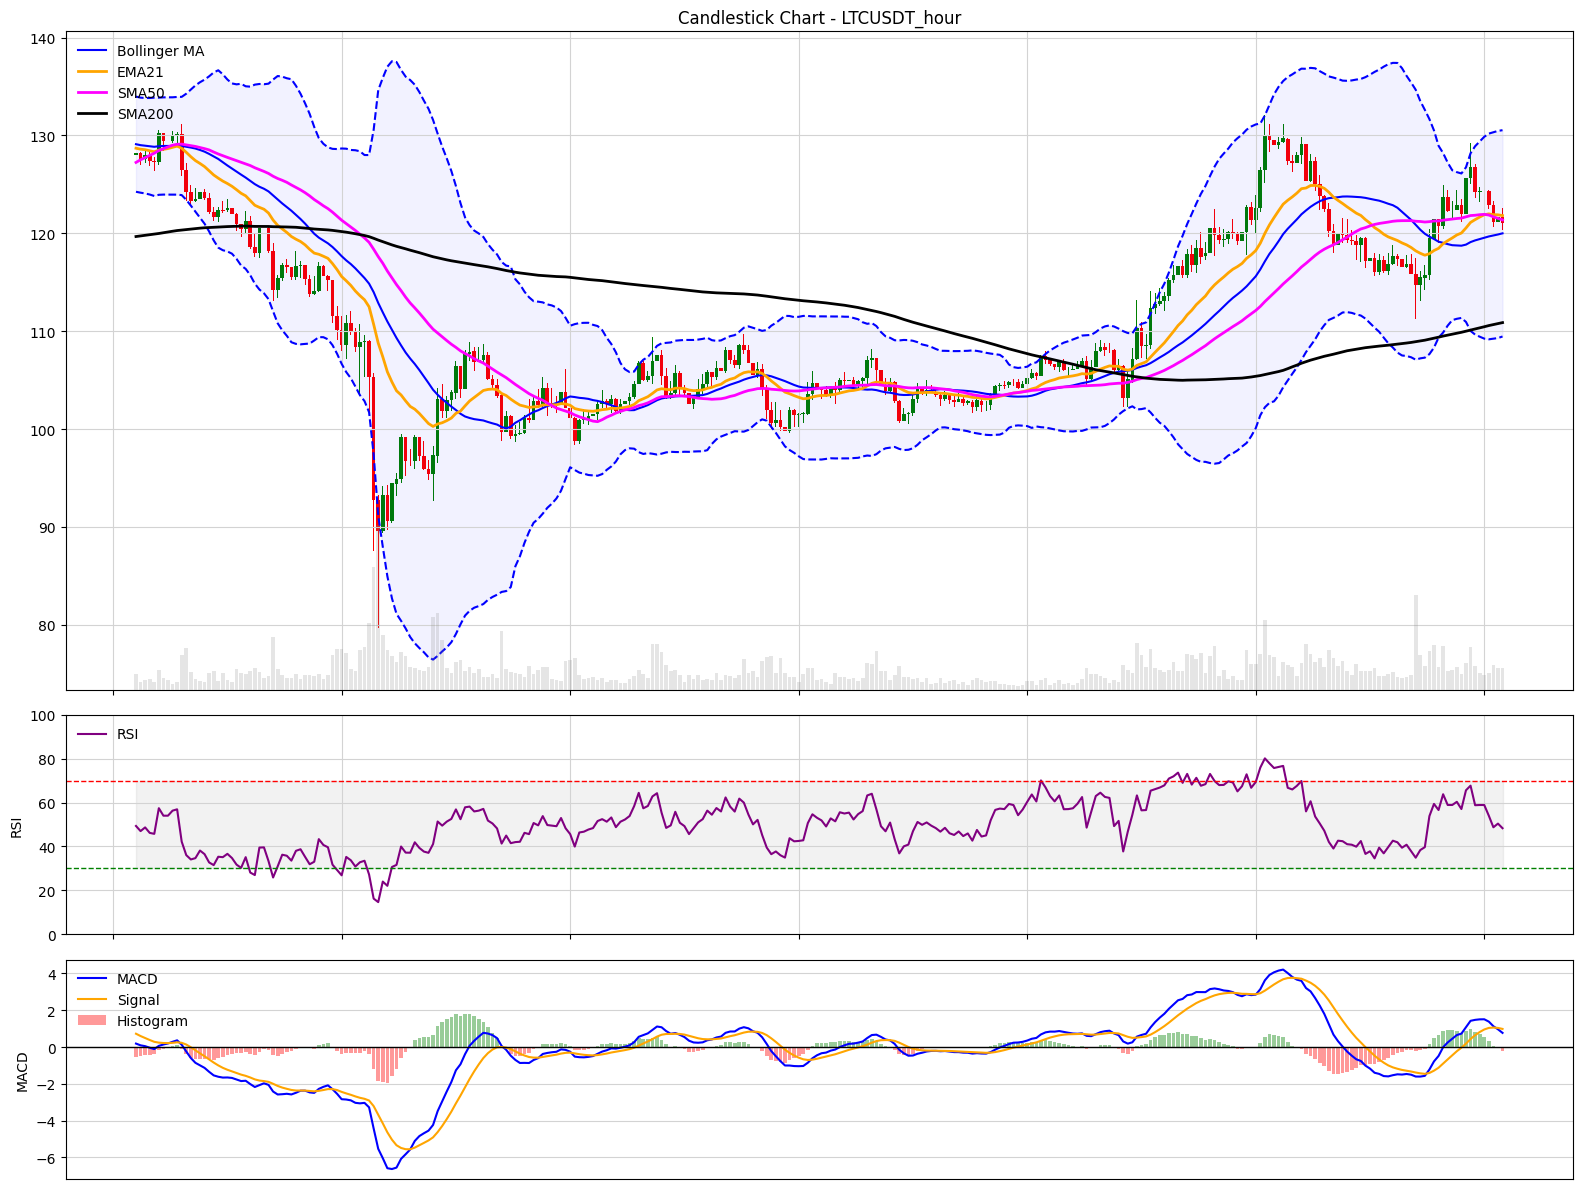 Candlestick Chart - LTCUSDT_hour
140
130
120
110
100
90
80
Bollinger MA
EMA21
SMA50
SMA200
100
80
60
40
20
0
RSI
RSI
4
2
0
−2
−4
−6
MACD
MACD
Signal
Histogram